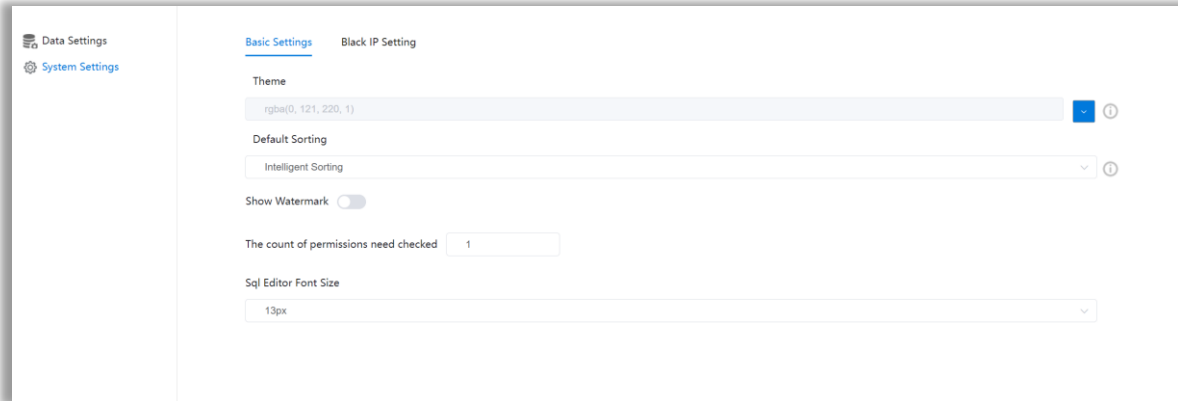 Data Settings
System Settings
Basic Settings Black IP Setting
Theme
rgba(0, 121, 220, 1)
Default Sorting
Intelligent Sorting
Show Watermark
The count of permissions need checked 1
Sql Editor Font Size
13px